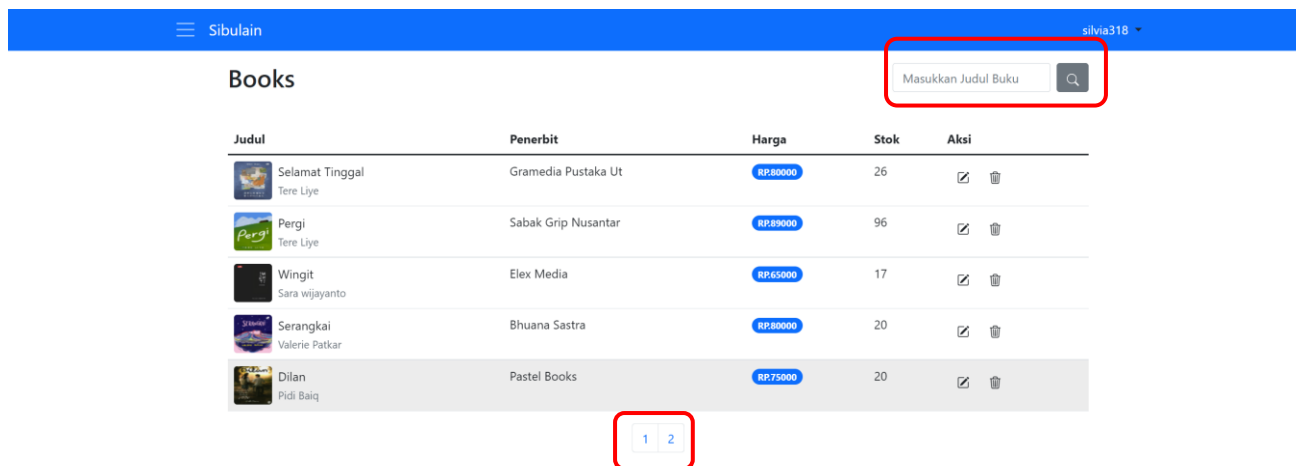 Sibulain silvia318
Books Masukkan Judul Buku
Judul Penerbit Harga Stok Aksi
Selamat Tinggal Gramedia Pustaka Ut RP.80000 26
Tere Liye
Pergi Sabak Grip Nusantar RP.89000 96
Tere Liye
Wingit Elex Media RP.65000 17
Sara wijayanto
Serangkai Bhuana Sastra RP.80000 20
Valerie Patkar
Dilan Pastel Books RP.75000 20
Pidi Baiq
1 2